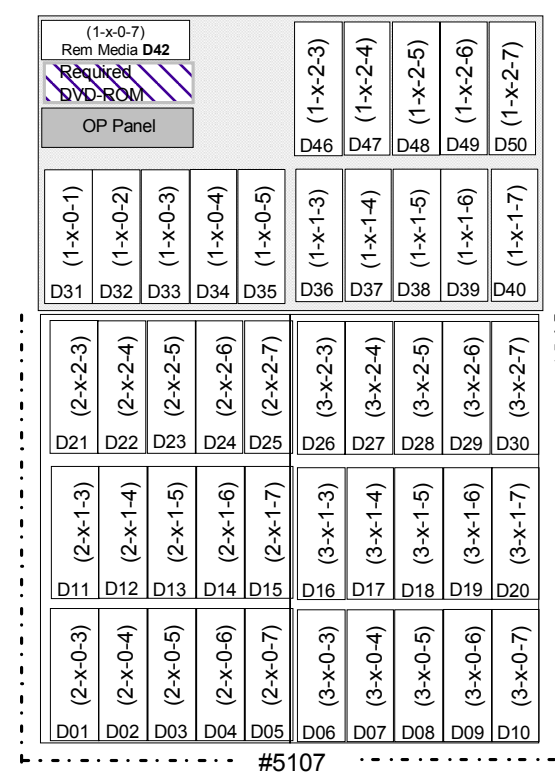 (1-x-0-7)
Rem Media D42
Required
DVD-ROM
OP Panel
(1-x-2-3) (1-x-2-4) (1-x-2-5) (1-x-2-6) (1-x-2-7)
D46 D47 D48 D49 D50
(1-x-0-1) (1-x-0-2) (1-x-0-3) (1-x-0-4) (1-x-0-5) (1-x-1-3) (1-x-1-4) (1-x-1-5) (1-x-1-6) (1-x-1-7)
D31 D32 D33 D34 D35 D36 D37 D38 D39 D40
(2-x-2-3) (2-x-2-4) (2-x-2-5) (2-x-2-6) (2-x-2-7) (3-x-2-3) (3-x-2-4) (3-x-2-5) (3-x-2-6) (3-x-2-7)
D21 D22 D23 D24 D25 D26 D27 D28 D29 D30
(2-x-1-3) (2-x-1-4) (2-x-1-5) (2-x-1-6) (2-x-1-7) (3-x-1-3) (3-x-1-4) (3-x-1-5) (3-x-1-6) (3-x-1-7)
D11 D12 D13 D14 D15 D16 D17 D18 D19 D20
(2-x-0-3) (2-x-0-4) (2-x-0-5) (2-x-0-6) (2-x-0-7) (3-x-0-3) (3-x-0-4) (3-x-0-5) (3-x-0-6) (3-x-0-7)
D01 D02 D03 D04 D05 D06 D07 D08 D09 D10
#5107